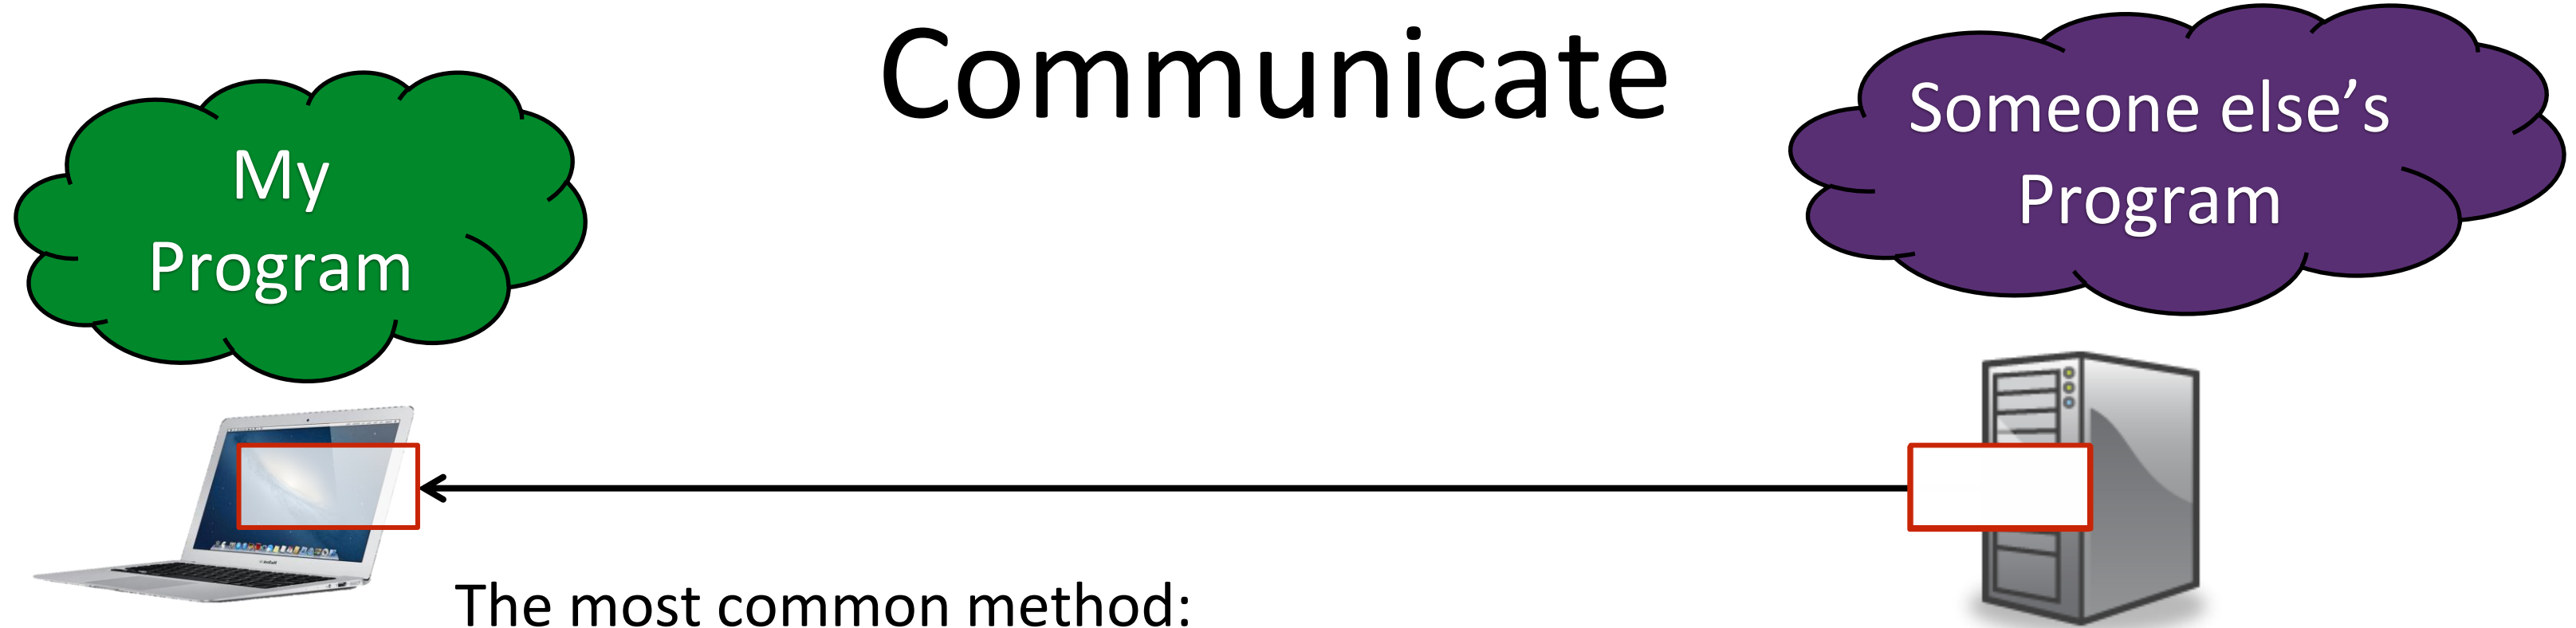 Communicate
My
Program
Someone else’s
Program
The most common method: